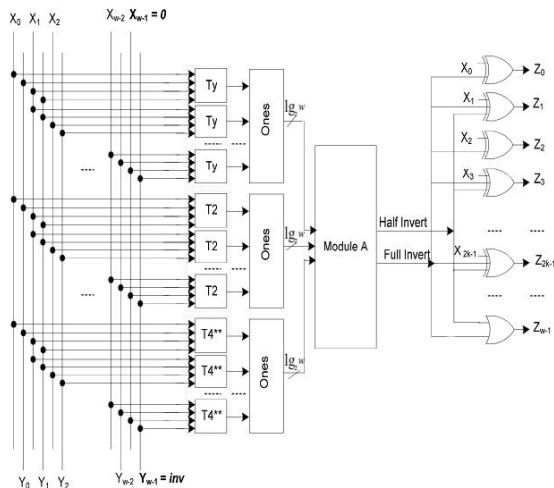 X0 X1 X2 Xw-2 Xw-1 = 0
Ty
Ty
----
Ty
Ones
lg w
----
T2
T2
----
T2
Ones
lg w
----
T4**
T4**
----
T4**
Ones
lg w
Y0 Y1 Y2 Yw-2 Yw-1 = inv
Module A
Half Invert
Full Invert
X0 Z0
X1 Z1
X2 Z2
X3 Z3
----
X2k-1 Z2k-1
----
Zw-1